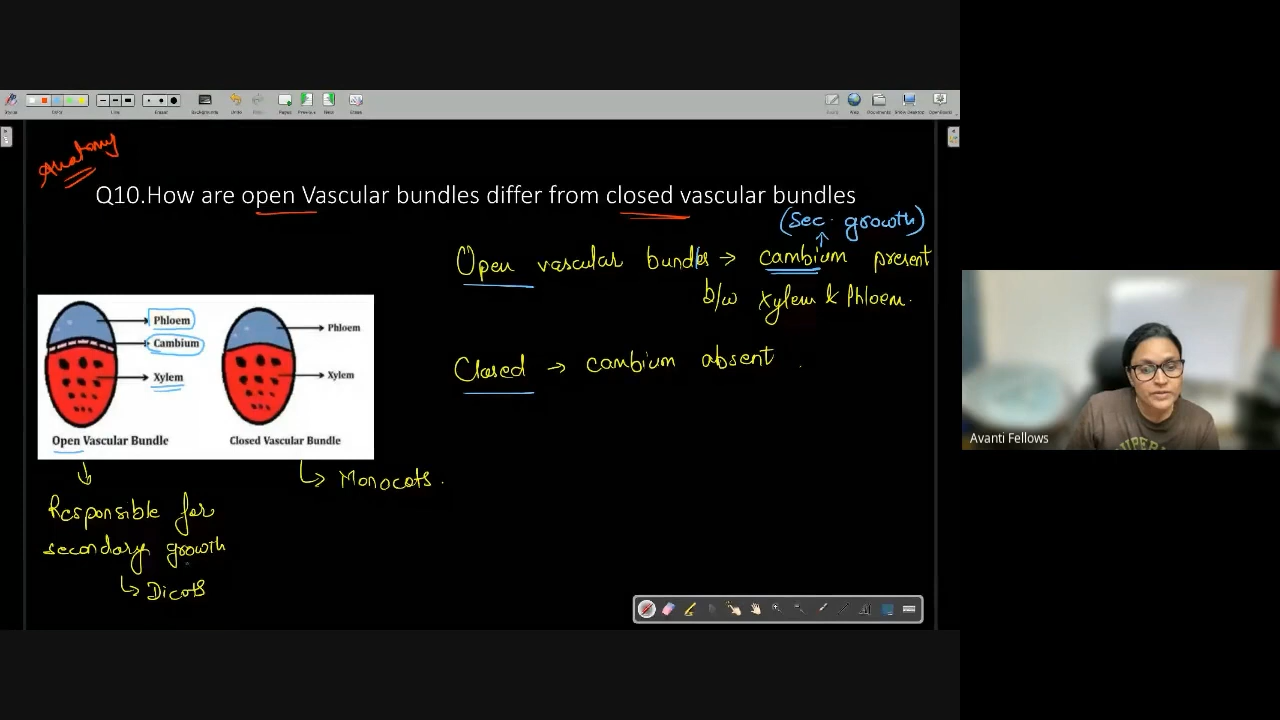 Anatomy
Q10.How are open Vascular bundles differ from closed vascular bundles
(Sec. growth)
Open vascular bundles → cambium present
b/w Xylem & Phloem.
Closed → cambium absent .
Phloem
Cambium
Xylem
Open Vascular Bundle
Phloem
Xylem
Closed Vascular Bundle
Monocots .
Responsible for
secondary growth
Dicots
Avanti Fellows